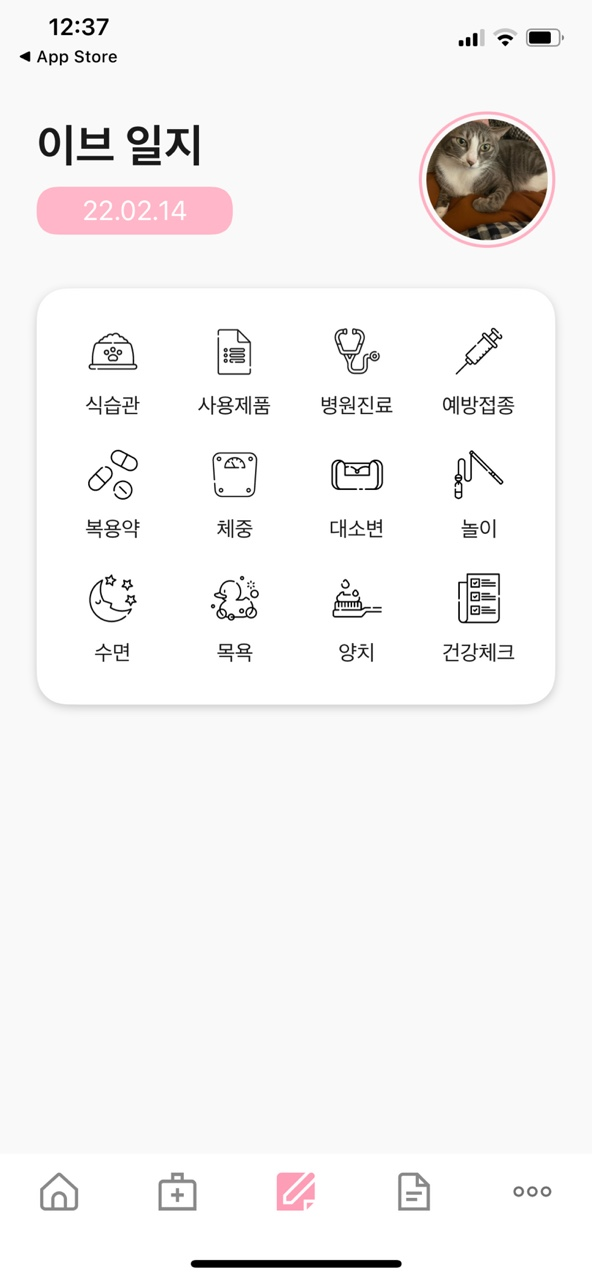 12:37
◀ App Store
이브 일지
22.02.14
식습관 사용제품 병원진료 예방접종
복용약 체중 대소변 놀이
수면 목욕 양치 건강체크